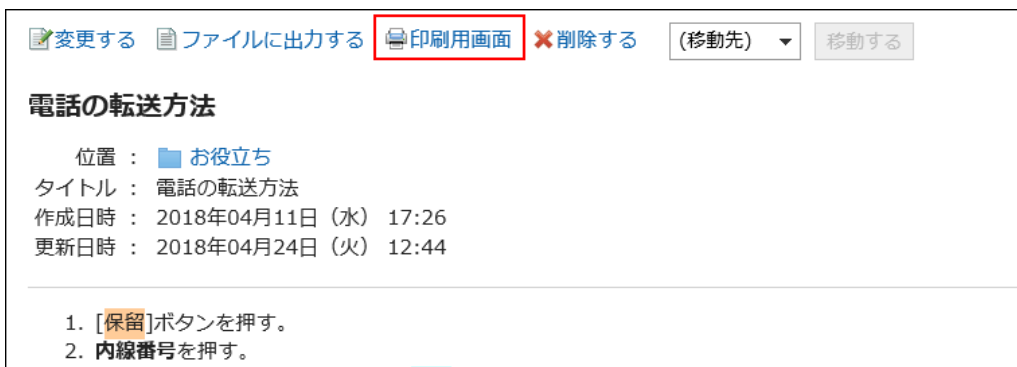 変更する ファイルに出力する 印刷用画面 削除する (移動先) 移動する
電話の転送方法
位置 : お役立ち
タイトル : 電話の転送方法
作成日時 : 2018年04月11日（水） 17:26
更新日時 : 2018年04月24日（火） 12:44
1. [保留]ボタンを押す。
2. 内線番号を押す。